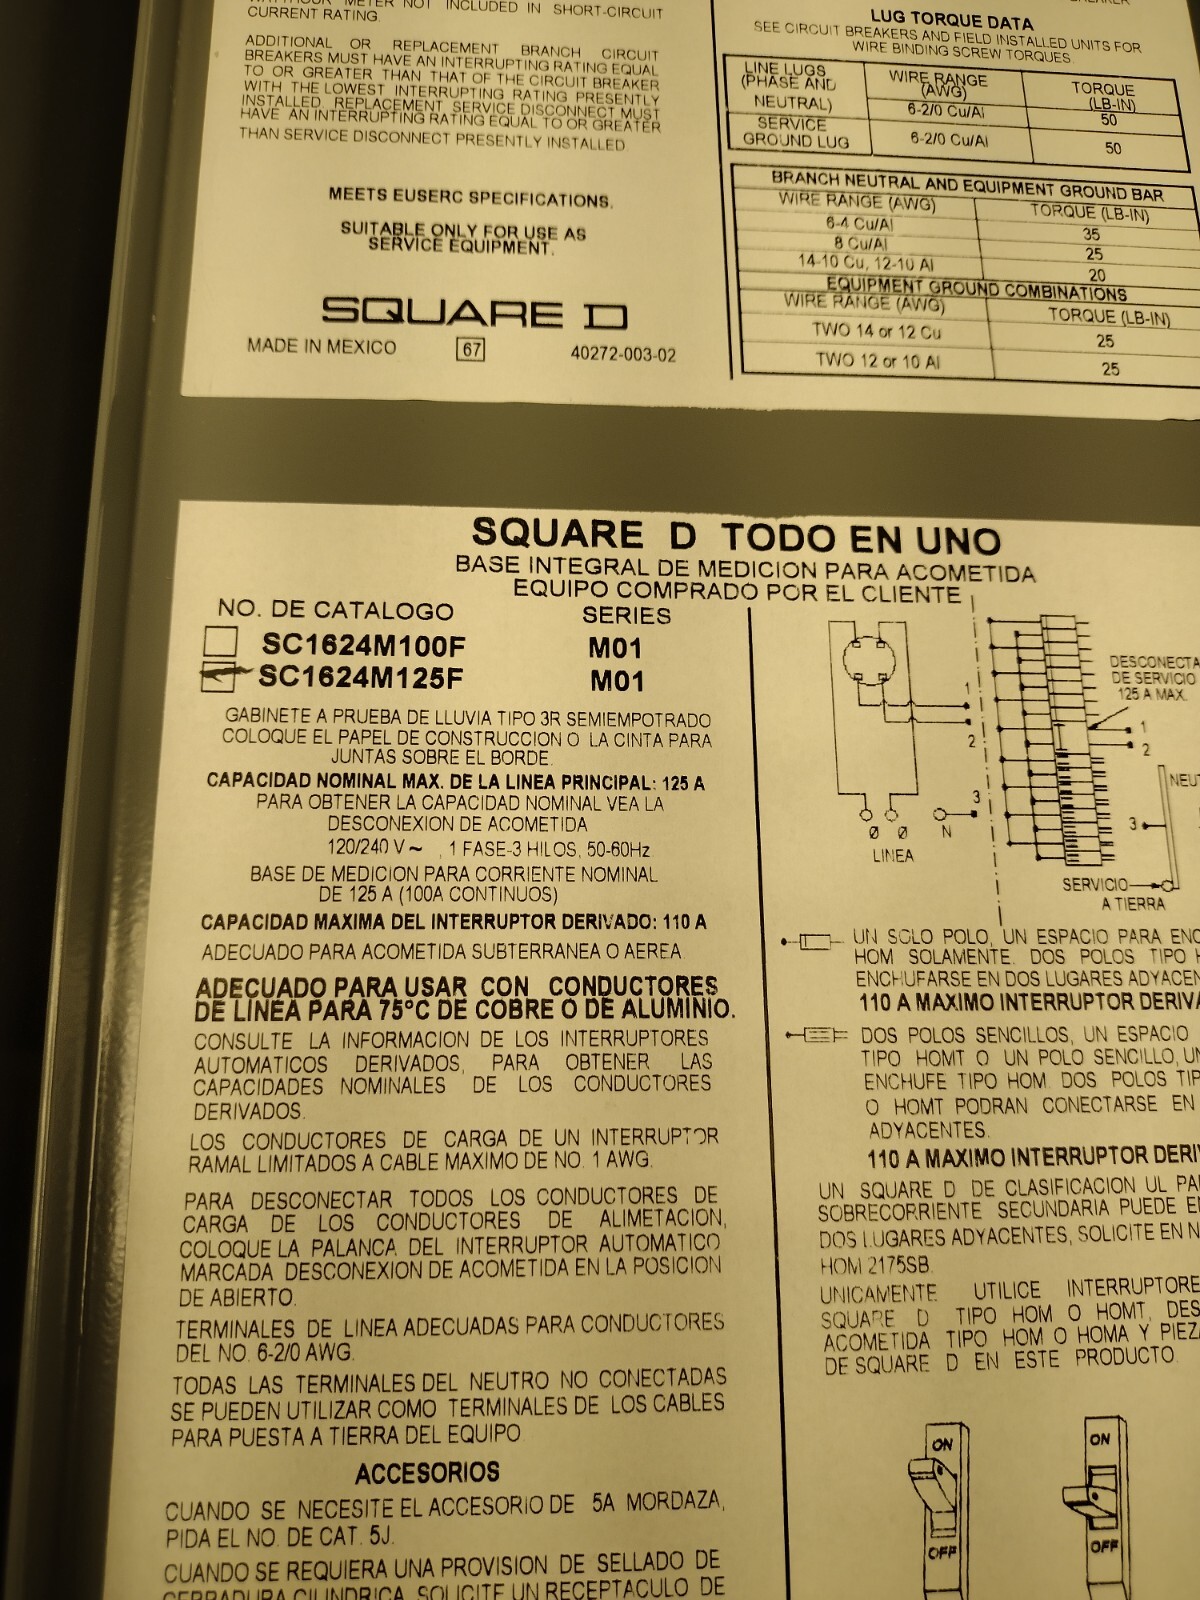 METER NOT INCLUDED IN SHORT-CIRCUIT
CURRENT RATING.
ADDITIONAL OR REPLACEMENT BRANCH CIRCUIT
BREAKERS MUST HAVE AN INTERRUPTING RATING EQUAL
TO OR GREATER THAN THAT OF THE CIRCUIT BREAKER
WITH THE LOWEST INTERRUPTING RATING PRESENTLY
INSTALLED. REPLACEMENT SERVICE DISCONNECT MUST
HAVE AN INTERRUPTING RATING EQUAL TO OR GREATER
THAN SERVICE DISCONNECT PRESENTLY INSTALLED
MEETS EUSERC SPECIFICATIONS.
SUITABLE ONLY FOR USE AS
SERVICE EQUIPMENT.
SQUARE D
MADE IN MEXICO 67 40272-003-02
LUG TORQUE DATA
SEE CIRCUIT BREAKERS AND FIELD INSTALLED UNITS FOR
WIRE BINDING SCREW TORQUES
LINE LUGS
(PHASE AND
NEUTRAL)
WIRE RANGE
(AWG)
TORQUE
(LB-IN)
6-2/0 Cu/Al 50
SERVICE
GROUND LUG
6-2/0 Cu/Al 50
BRANCH NEUTRAL AND EQUIPMENT GROUND BAR
WIRE RANGE (AWG) TORQUE (LB-IN)
6-4 Cu/Al 35
8 Cu/Al 25
14-10 Cu, 12-10 Al 20
EQUIPMENT GROUND COMBINATIONS
WIRE RANGE (AWG) TORQUE (LB-IN)
TWO 14 or 12 Cu 25
TWO 12 or 10 Al 25
SQUARE D TODO EN UNO
BASE INTEGRAL DE MEDICION PARA ACOMETIDA
EQUIPO COMPRADO POR EL CLIENTE
NO. DE CATALOGO SERIES
SC1624M100F M01
SC1624M125F M01
GABINETE A PRUEBA DE LLUVIA TIPO 3R SEMIEMPOTRADO
COLOQUE EL PAPEL DE CONSTRUCCION O LA CINTA PARA
JUNTAS SOBRE EL BORDE.
CAPACIDAD NOMINAL MAX. DE LA LINEA PRINCIPAL: 125 A
PARA OBTENER LA CAPACIDAD NOMINAL VEA LA
DESCONEXION DE ACOMETIDA
120/240 V ~ , 1 FASE-3 HILOS, 50-60Hz
BASE DE MEDICION PARA CORRIENTE NOMINAL
DE 125 A (100A CONTINUOS)
CAPACIDAD MAXIMA DEL INTERRUPTOR DERIVADO: 110 A
ADECUADO PARA ACOMETIDA SUBTERRANEA O AEREA
ADECUADO PARA USAR CON CONDUCTORES
DE LINEA PARA 75°C DE COBRE O DE ALUMINIO.
CONSULTE LA INFORMACION DE LOS INTERRUPTORES
AUTOMATICOS DERIVADOS, PARA OBTENER LAS
CAPACIDADES NOMINALES DE LOS CONDUCTORES
DERIVADOS.
LOS CONDUCTORES DE CARGA DE UN INTERRUPTOR
RAMAL LIMITADOS A CABLE MAXIMO DE NO. 1 AWG.
PARA DESCONECTAR TODOS LOS CONDUCTORES DE
CARGA DE LOS CONDUCTORES DE ALIMETACION,
COLOQUE LA PALANCA DEL INTERRUPTOR AUTOMATICO
MARCADA DESCONEXION DE ACOMETIDA EN LA POSICION
DE ABIERTO.
TERMINALES DE LINEA ADECUADAS PARA CONDUCTORES
DEL NO. 6-2/0 AWG.
TODAS LAS TERMINALES DEL NEUTRO NO CONECTADAS
SE PUEDEN UTILIZAR COMO TERMINALES DE LOS CABLES
PARA PUESTA A TIERRA DEL EQUIPO
ACCESORIOS
CUANDO SE NECESITE EL ACCESORIO DE 5A MORDAZA,
PIDA EL NO. DE CAT. 5J.
CUANDO SE REQUIERA UNA PROVISION DE SELLADO DE
CERRADURA CILINDRICA, SOLICITE UN RECEPTACULO DE
DESCONECTA
DE SERVICIO
125 A MAX.
1
2
1
2
3
3
Ø Ø N
LINEA
SERVICIO
A TIERRA
UN SOLO POLO, UN ESPACIO PARA
HOM SOLAMENTE. DOS POLOS TIPO
ENCHUFARSE EN DOS LUGARES
110 A MAXIMO INTERRUPTOR
DOS POLOS SENCILLOS, UN ESPACIO
TIPO HOMT O UN POLO SENCILLO,
ENCHUFE TIPO HOM. DOS POLOS
O HOMT PODRAN CONECTARSE EN
ADYACENTES.
110 A MAXIMO INTERRUPTOR
UN SQUARE D DE CLASIFICACION UL
SOBRECORRIENTE SECUNDARIA PUEDE
DOS LUGARES ADYACENTES, SOLICITE EN
HOM 2175SB.
UNICAMENTE UTILICE
SQUARE D TIPO HOM O HOMT,
ACOMETIDA TIPO HOM O HOMA Y
DE SQUARE D EN ESTE PRODUCTO.
ON
OFF
ON
OFF